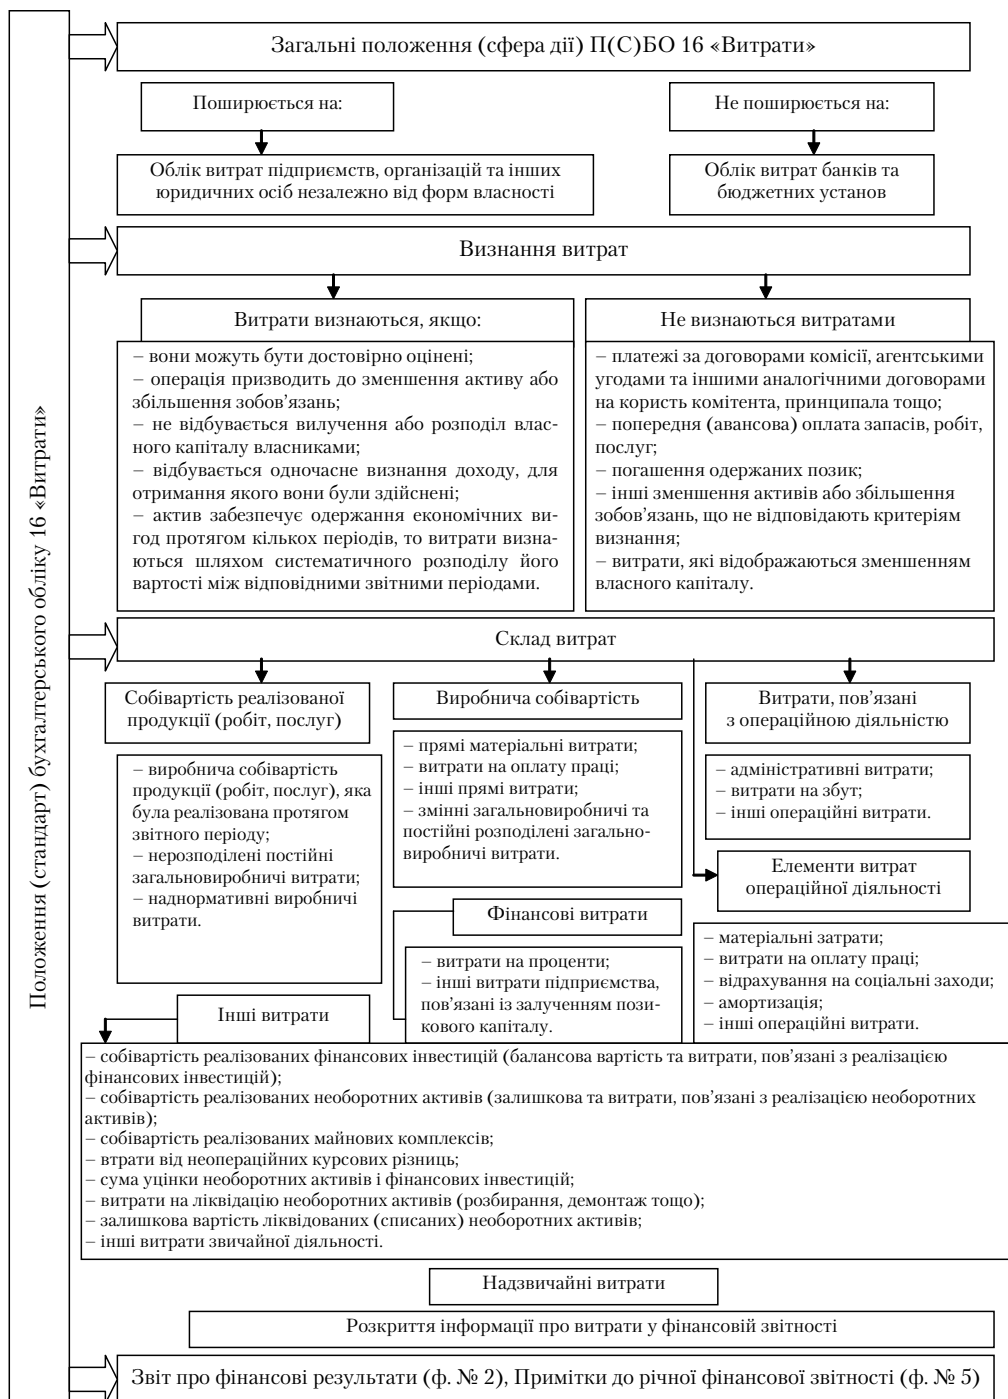 Положення (стандарт) бухгалтерського обліку 16 «Витрати»
Загальні положення (сфера дії) П(С)БО 16 «Витрати»
Поширюється на:
Не поширюється на:
Облік витрат підприємств, організацій та інших
юридичних осіб незалежно від форм власності
Облік витрат банків та
бюджетних установ
Визнання витрат
Витрати визнаються, якщо:
– вони можуть бути достовірно оцінені;
– операція призводить до зменшення активу або
збільшення зобов’язань;
– не відбувається вилучення або розподіл влас-
ного капіталу власниками;
– відбувається одночасне визнання доходу, для
отримання якого вони були здійснені;
– актив забезпечує одержання економічних ви-
год протягом кількох періодів, то витрати визна-
ються шляхом систематичного розподілу його
вартості між відповідними звітними періодами.
Не визнаються витратами
– платежі за договорами комісії, агентськими
угодами та іншими аналогічними договорами
на користь комітента, принципала тощо;
– попередня (авансова) оплата запасів, робіт,
послуг;
– погашення одержаних позик;
– інші зменшення активів або збільшення
зобов’язань, що не відповідають критеріям
визнання;
– витрати, які відображаються зменшенням
власного капіталу.
Склад витрат
Собівартість реалізованої
продукції (робіт, послуг)
– виробнича собівартість
продукції (робіт, послуг), яка
була реалізована протягом
звітного періоду;
– нерозподілені постійні
загальновиробничі витрати;
– наднормативні виробничі
витрати.
Виробнича собівартість
– прямі матеріальні витрати;
– витрати на оплату праці;
– інші прямі витрати;
– змінні загальновиробничі та
постійні розподілені загально-
виробничі витрати.
Витрати, пов’язані
з операційною діяльністю
– адміністративні витрати;
– витрати на збут;
– інші операційні витрати.
Елементи витрат
операційної діяльності
– матеріальні затрати;
– витрати на оплату праці;
– відрахування на соціальні заходи;
– амортизація;
– інші операційні витрати.
Фінансові витрати
– витрати на проценти;
– інші витрати підприємства,
пов’язані із залученням пози-
кового капіталу.
Інші витрати
– собівартість реалізованих фінансових інвестицій (балансова вартість та витрати, пов’язані з реалізацією
фінансових інвестицій);
– собівартість реалізованих необоротних активів (залишкова та витрати, пов’язані з реалізацією необоротних
активів);
– собівартість реалізованих майнових комплексів;
– втрати від неопераційних курсових різниць;
– сума уцінки необоротних активів і фінансових інвестицій;
– витрати на ліквідацію необоротних активів (розбирання, демонтаж тощо);
– залишкова вартість ліквідованих (списаних) необоротних активів;
– інші витрати звичайної діяльності.
Надзвичайні витрати
Розкриття інформації про витрати у фінансовій звітності
Звіт про фінансові результати (ф. № 2), Примітки до річної фінансової звітності (ф. № 5)